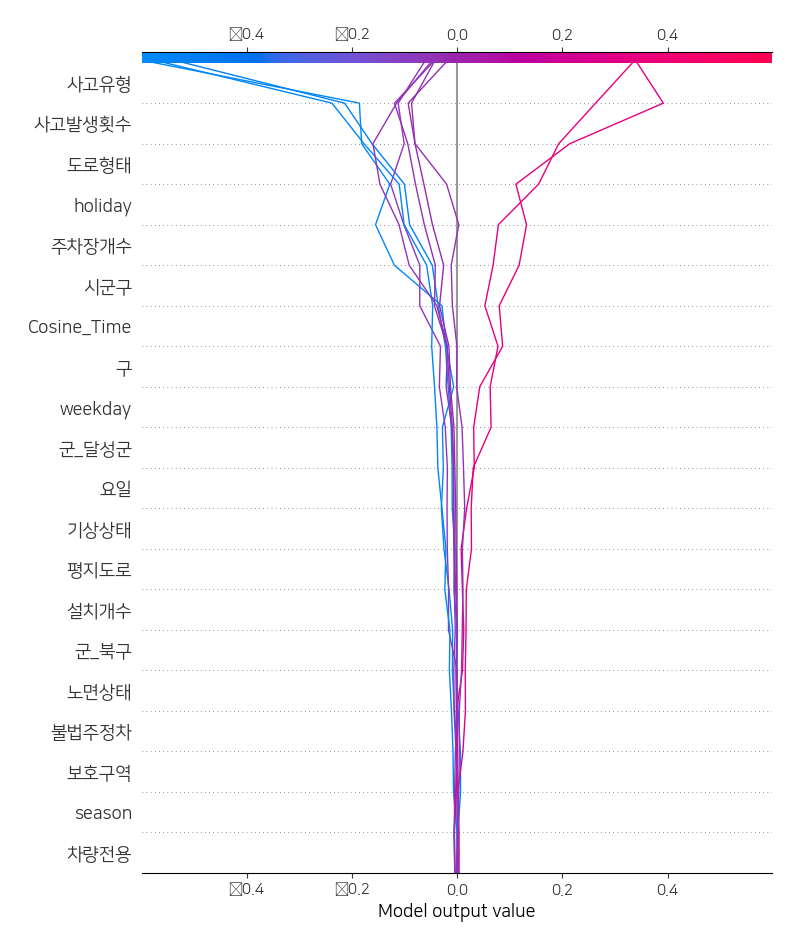 0.4 0.2 0.0 0.2 0.4
사고유형
사고발생횟수
도로형태
holiday
주차장개수
시군구
Cosine_Time
구
weekday
군_달성군
요일
기상상태
평지도로
설치개수
군_북구
노면상태
불법주정차
보호구역
season
차량전용
0.4 0.2 0.0 0.2 0.4
Model output value